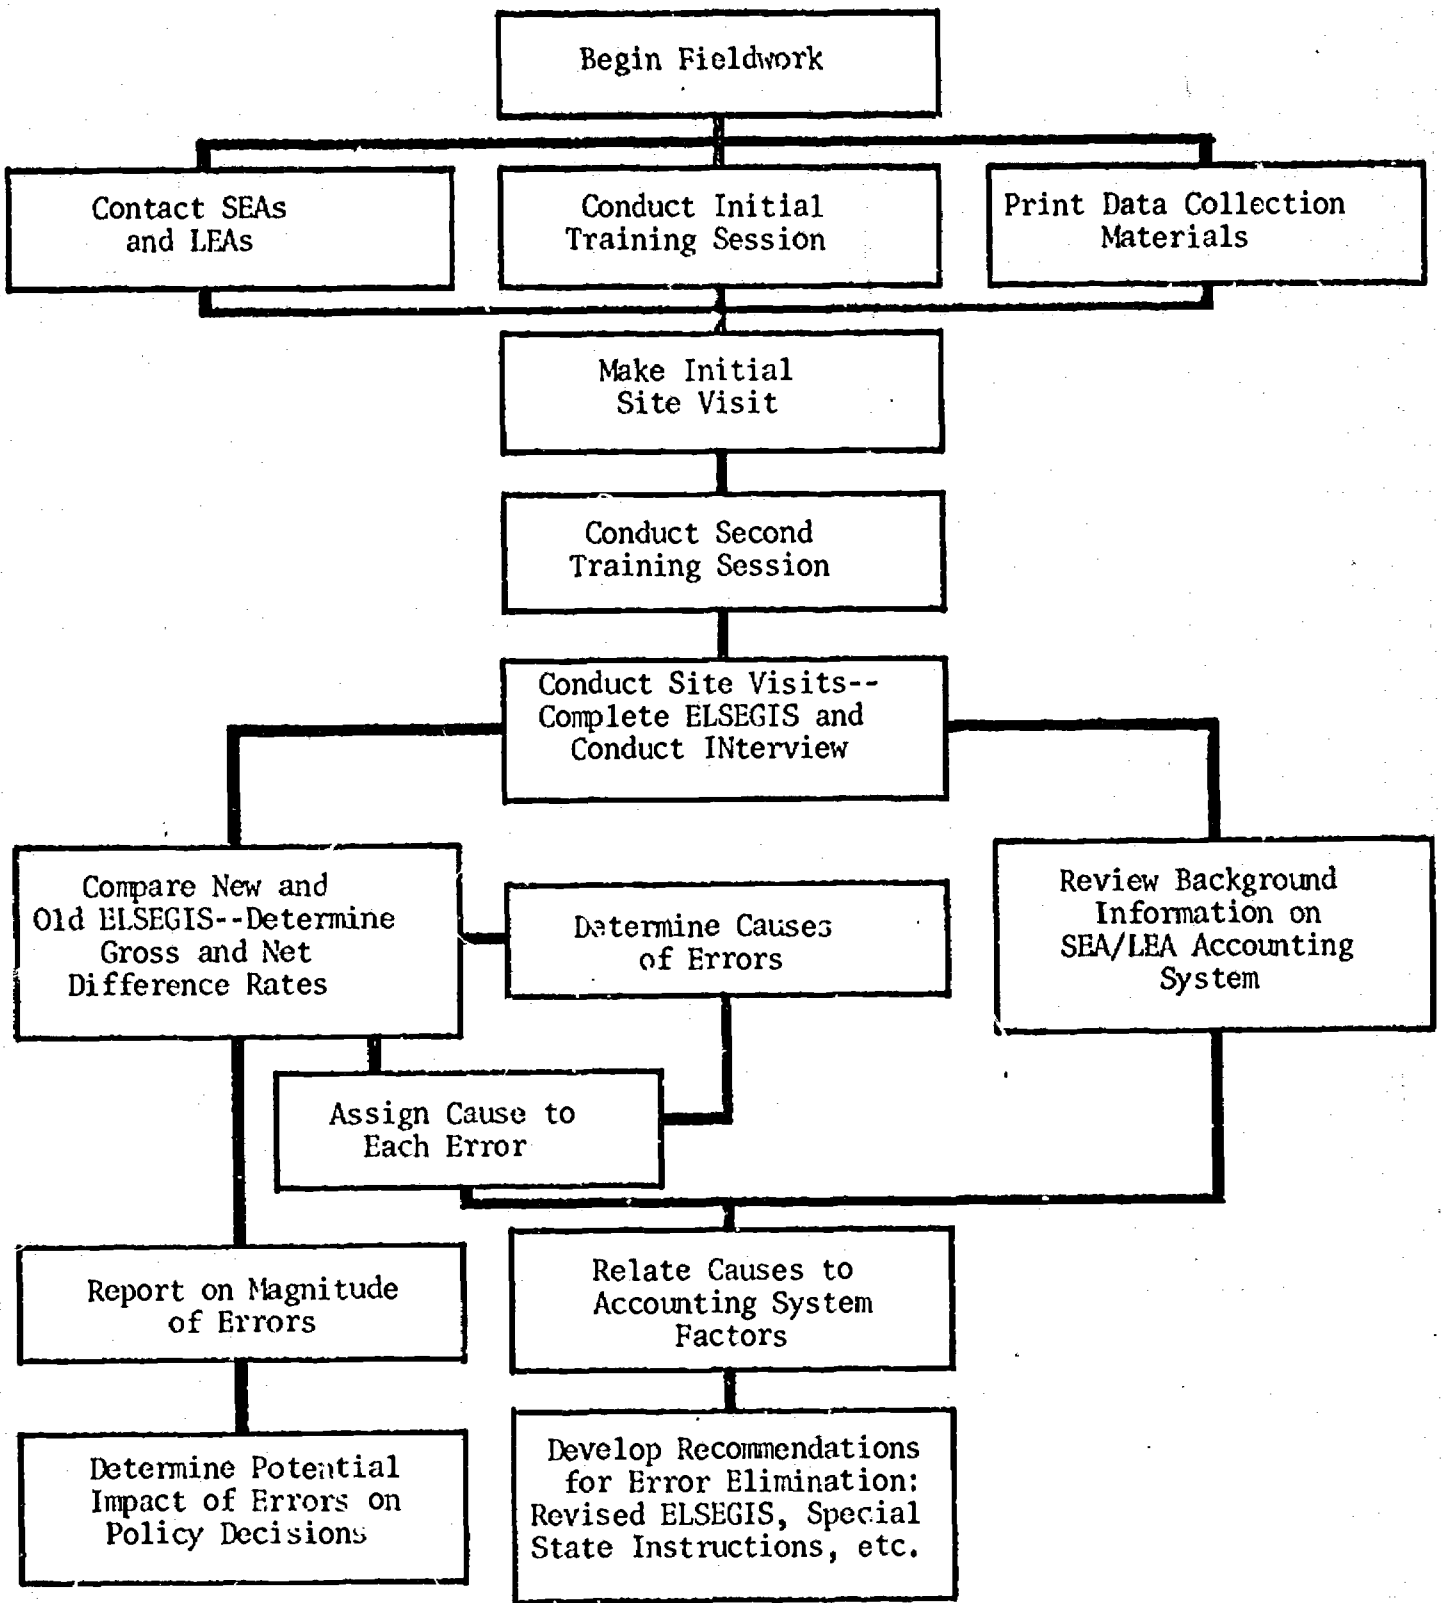 Begin Fieldwork
Contact SEAs
and LEAs
Conduct Initial
Training Session
Print Data Collection
Materials
Make Initial
Site Visit
Conduct Second
Training Session
Conduct Site Visits--
Complete ELSEGIS and
Conduct INterview
Compare New and
Old ELSEGIS--Determine
Gross and Net
Difference Rates
Determine Causes
of Errors
Review Background
Information on
SEA/LEA Accounting
System
Assign Cause to
Each Error
Report on Magnitude
of Errors
Relate Causes to
Accounting System
Factors
Determine Potential
Impact of Errors on
Policy Decisions
Develop Recommendations
for Error Elimination:
Revised ELSEGIS, Special
State Instructions, etc.